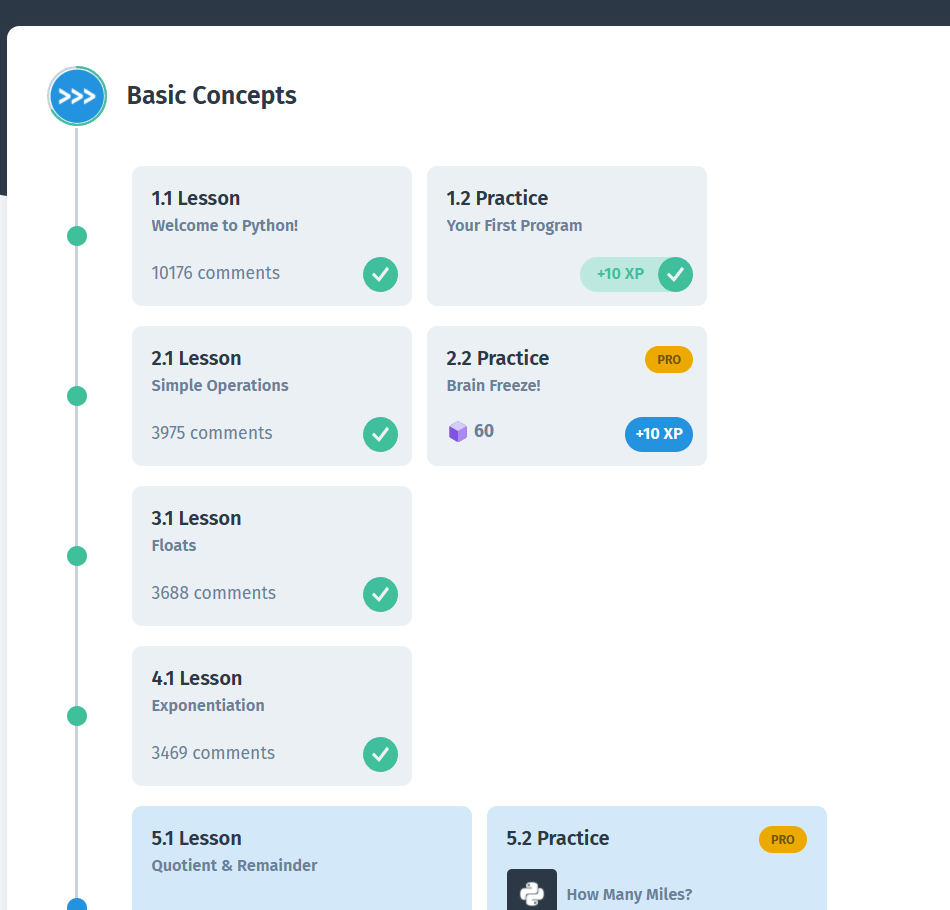 >>>
Basic Concepts
1.1 Lesson
Welcome to Python!
10176 comments
1.2 Practice
Your First Program
+10 XP
2.1 Lesson
Simple Operations
3975 comments
2.2 Practice
PRO
Brain Freeze!
60
+10 XP
3.1 Lesson
Floats
3688 comments
4.1 Lesson
Exponentiation
3469 comments
5.1 Lesson
Quotient & Remainder
5.2 Practice
PRO
How Many Miles?